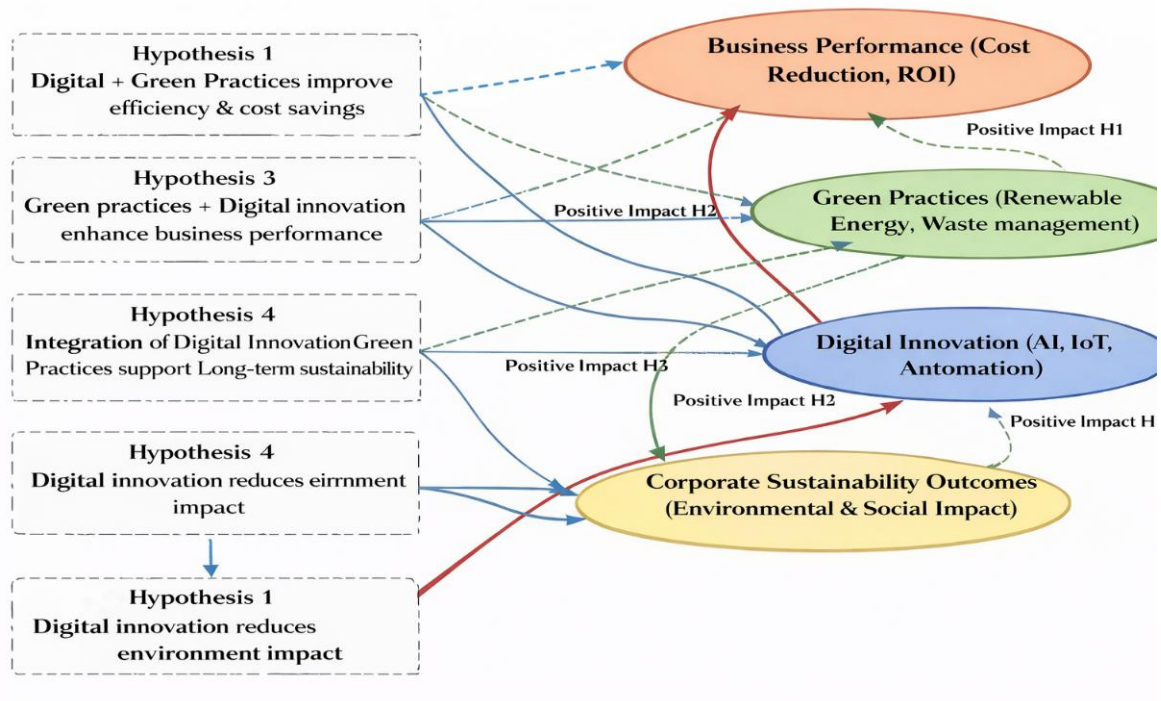 Hypothesis 1
Digital + Green Practices improve
efficiency & cost savings
Hypothesis 3
Green practices + Digital innovation
enhance business performance
Hypothesis 4
Integration of Digital Innovation Green
Practices support Long-term sustainability
Hypothesis 4
Digital innovation reduces eirrnment
impact
Hypothesis 1
Digital innovation reduces
environment impact
Business Performance (Cost
Reduction, ROI)
Positive Impact H1
Green Practices (Renewable
Energy, Waste management)
Positive Impact H2
Digital Innovation (AI, IoT,
Antomation)
Positive Impact H3
Positive Impact H2
Positive Impact H
Corporate Sustainability Outcomes
(Environmental & Social Impact)